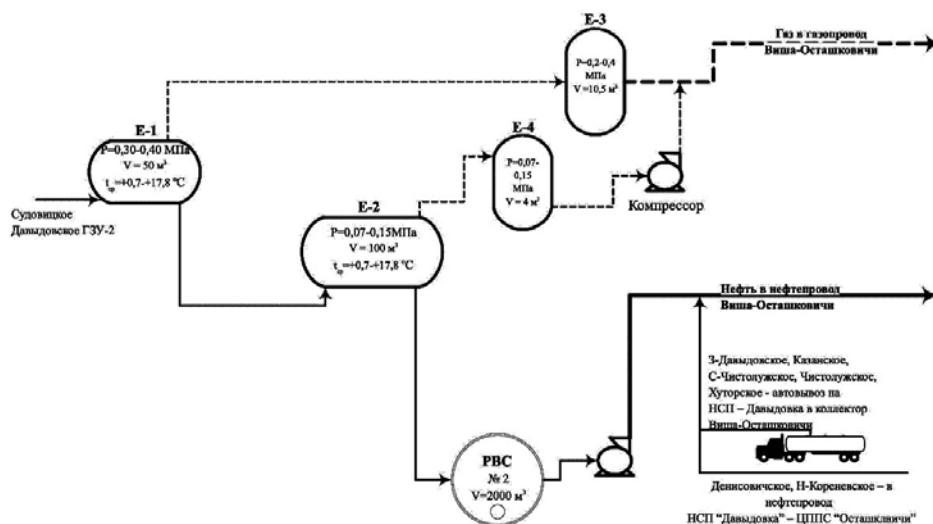 Е-3
Р=0,2-0,4
МПа
V=10,5 м³
Газ в газопровод
Виша-Осташковичи
Е-1
Р=0,30-0,40 МПа
V = 50 м³
tср=+0,7-+17,8 °С
Судовицкое
Давыдовское ГЗУ-2
Е-4
Р=0,07-
0,15
МПа
V = 4 м³
Компрессор
Е-2
Р=0,07-0,15МПа
V = 100 м³
tср=+0,7-+17,8 °С
Нефть в нефтепровод
Виша-Осташковичи
З-Давыдовское, Казанское,
С-Чистолужское, Чистолужское,
Хуторское - автовывоз на
НСП – Давыдовка в коллектор
Виша-Осташковичи
РВС
№ 2
V=2000 м³
Денисовичское, Н-Кореневское – в
нефтепровод
НСП "Давыдовка" – ЦППС "Осташклвичи"